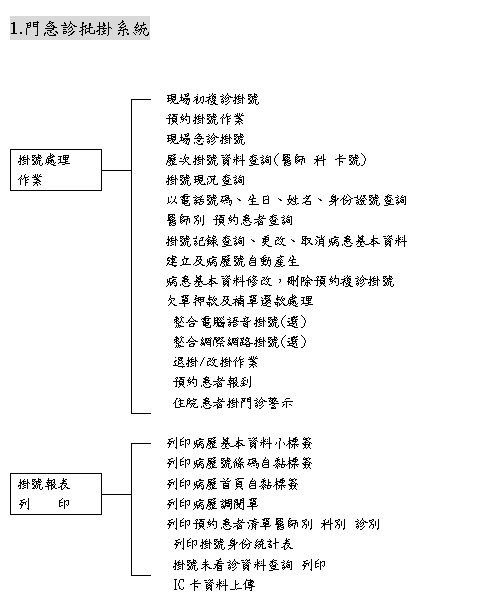 1.門急診批掛系統
現場初複診掛號
預約掛號作業
現場急診掛號
掛號處理
作業
歷次掛號資料查詢(醫師 科 卡號)
掛號現況查詢
以電話號碼、生日、姓名、身份證號查詢
醫師別 預約患者查詢
掛號記錄查詢、更改、取消病患基本資料
建立及病歷號自動產生
病患基本資料修改，刪除預約複診掛號
欠單押款及補單還款處理
整合電腦語音掛號(選)
整合網際網路掛號(選)
退掛/改掛作業
預約患者報到
住院患者掛門診警示
列印病歷基本資料小標簽
列印病歷號條碼自黏標簽
掛號報表
列 印
列印病歷首頁自黏標簽
列印病歷調閱單
列印預約患者清單醫師別 科別 診別
列印掛號身份統計表
掛號未看診資料查詢 列印
IC 卡資料上傳